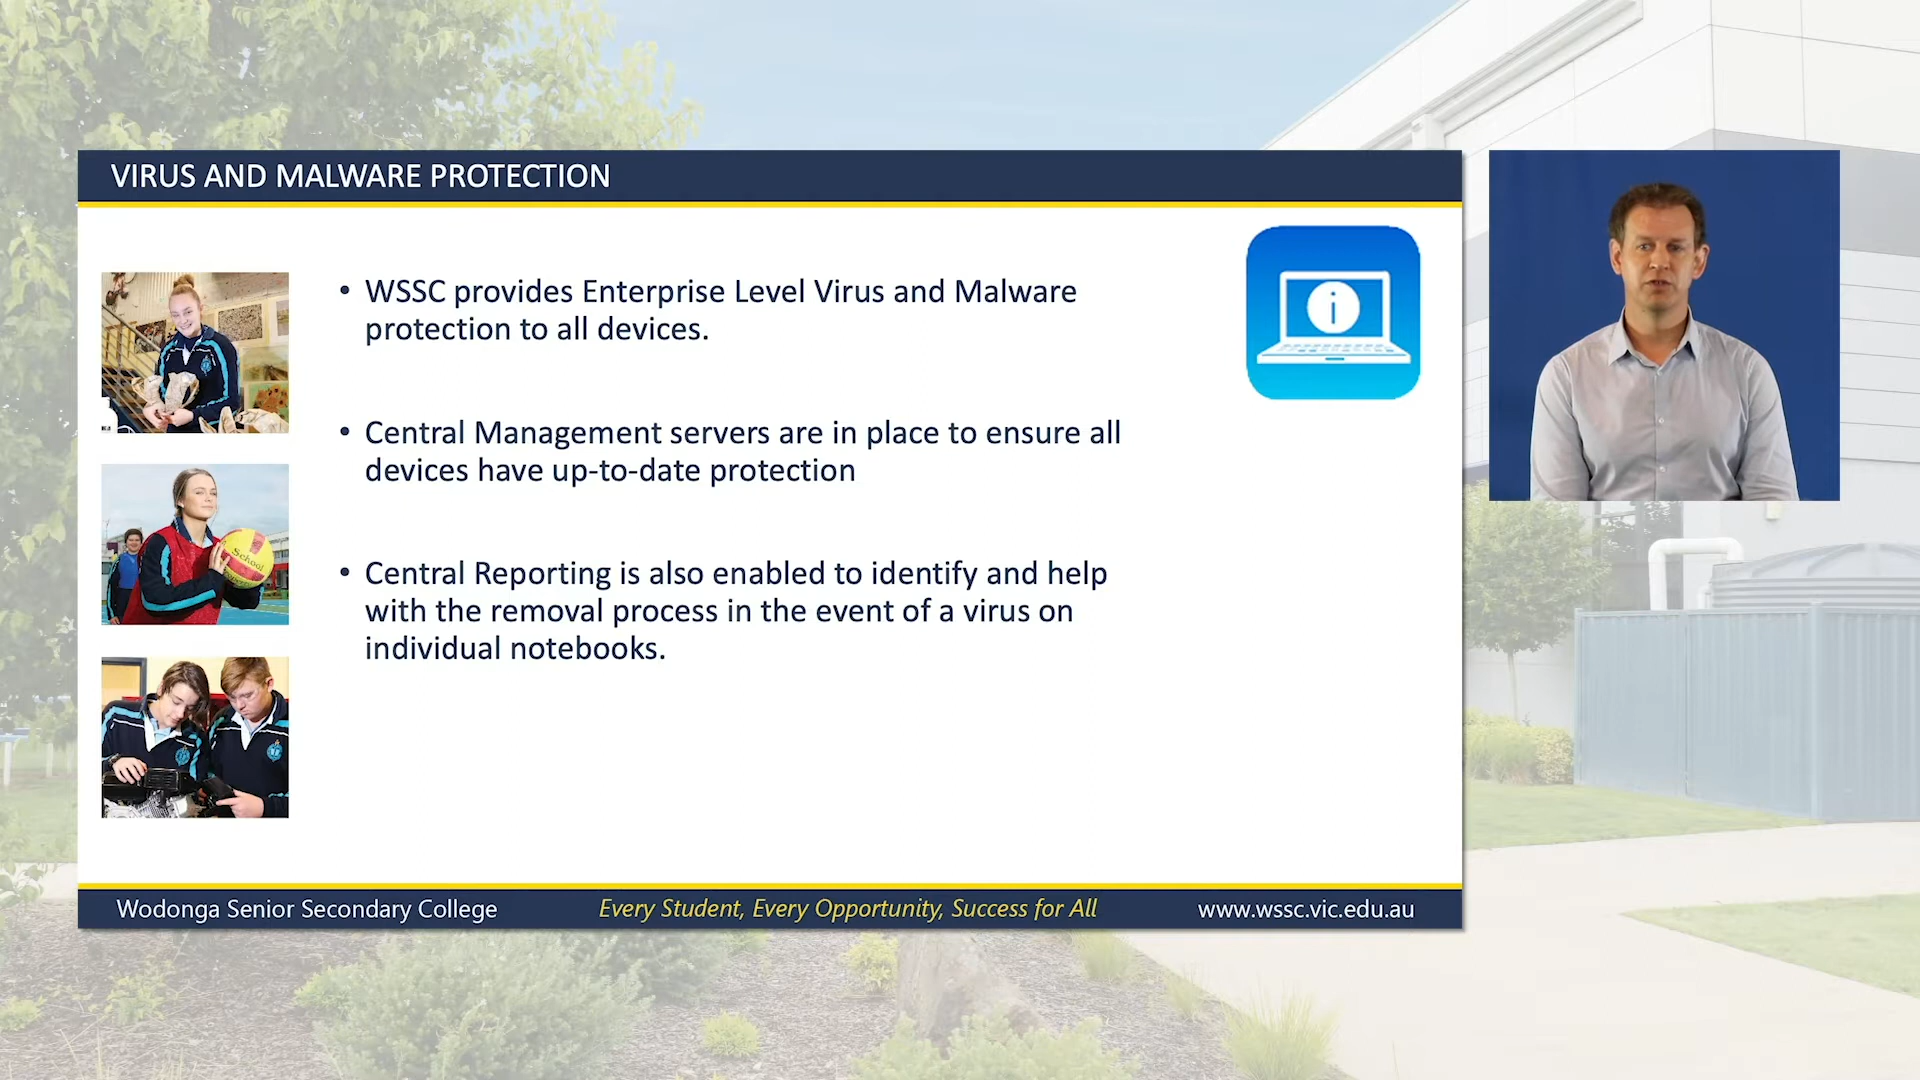 VIRUS AND MALWARE PROTECTION
• WSSC provides Enterprise Level Virus and Malware
protection to all devices.
• Central Management servers are in place to ensure all
devices have up-to-date protection
• Central Reporting is also enabled to identify and help
with the removal process in the event of a virus on
individual notebooks.
i
School
Wodonga Senior Secondary College
Every Student, Every Opportunity, Success for All
www.wssc.vic.edu.au